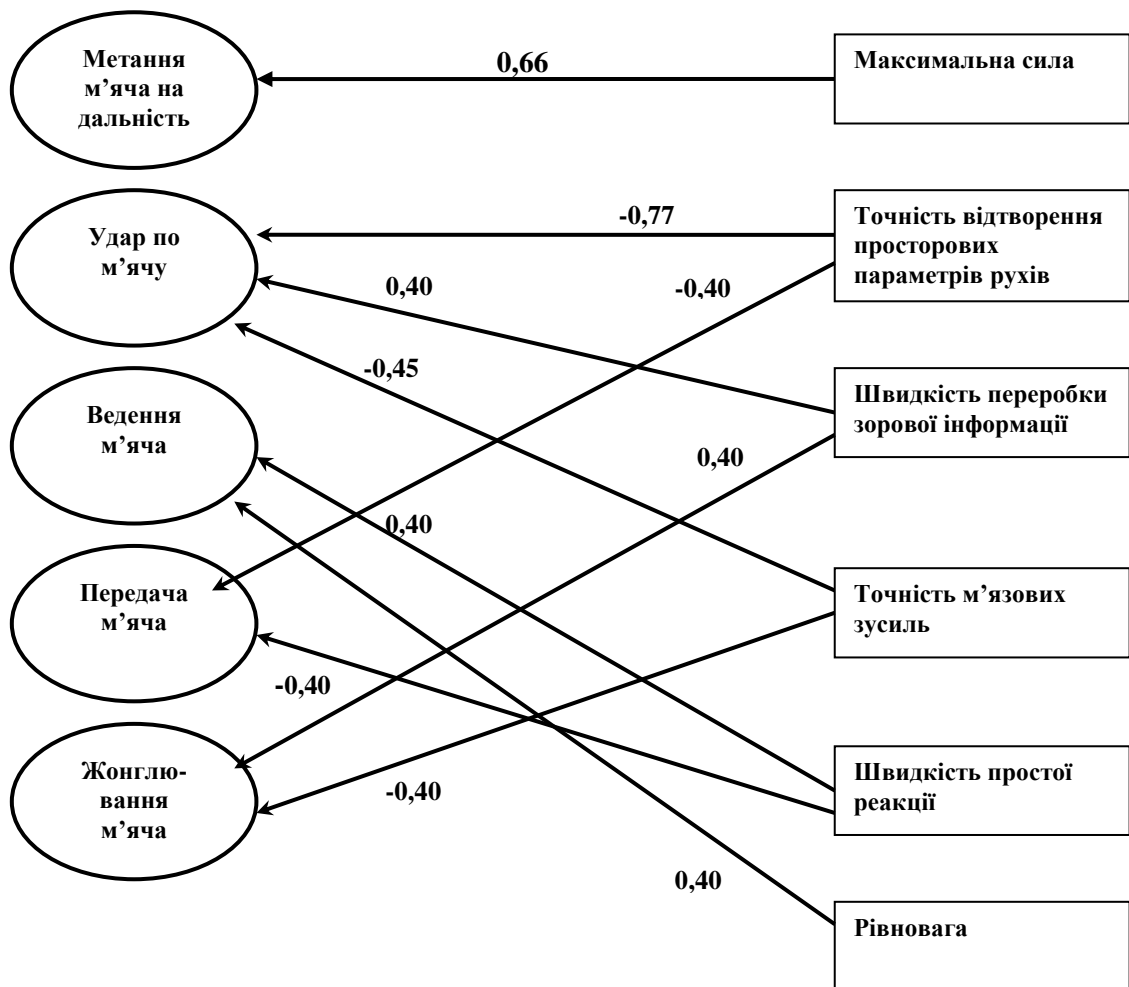 Метання
м’яча на
дальність
0,66
Максимальна сила
Удар по
м’ячу
-0,77
Точність відтворення
просторових
параметрів рухів
0,40
-0,40
-0,45
Ведення
м’яча
Швидкість переробки
зорової інформації
0,40
0,40
Передача
м’яча
Точність м’язових
зусиль
-0,40
Жонглю-
вання
м’яча
-0,40
Швидкість простої
реакції
0,40
Рівновага